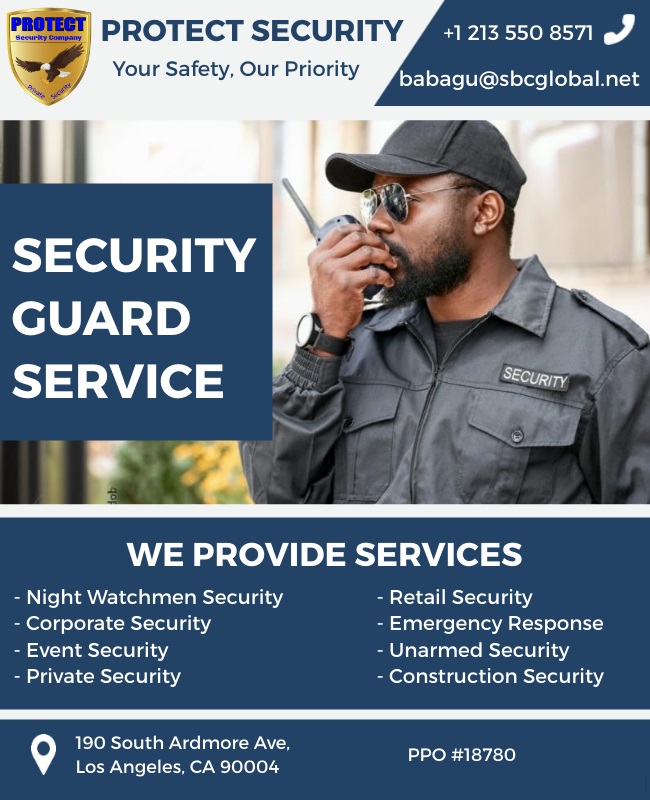 PROTECT
Security Company
Private Security
PROTECT SECURITY
Your Safety, Our Priority
+1 213 550 8571
babagu@sbcglobal.net
SECURITY
GUARD
SERVICE
SECURITY
WE PROVIDE SERVICES
- Night Watchmen Security
- Corporate Security
- Event Security
- Private Security
- Retail Security
- Emergency Response
- Unarmed Security
- Construction Security
190 South Ardmore Ave,
Los Angeles, CA 90004
PPO #18780